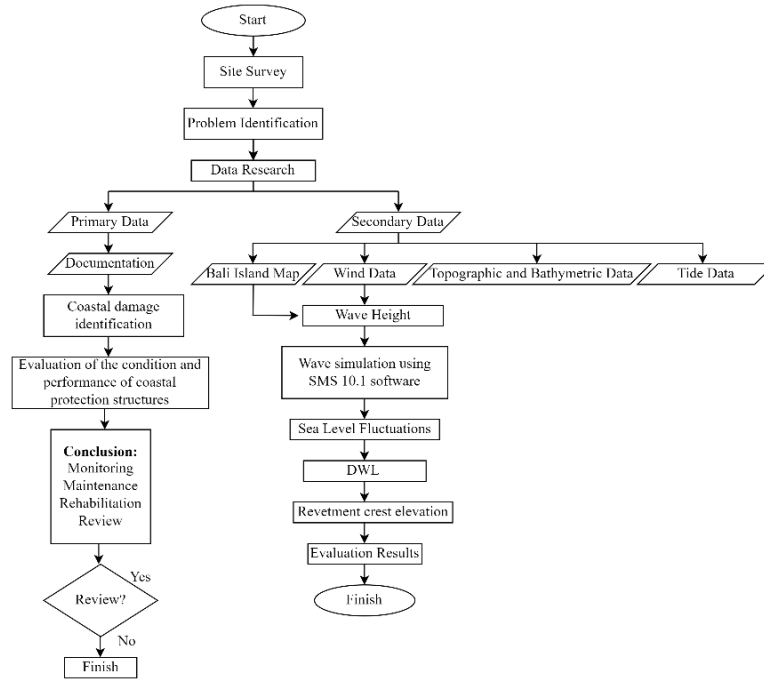 Start
Site Survey
Problem Identification
Data Research
Primary Data
Secondary Data
Documentation
Bali Island Map
Wind Data
Topographic and Bathymetric Data
Tide Data
Coastal damage
identification
Wave Height
Evaluation of the condition and
performance of coastal
protection structures
Wave simulation using
SMS 10.1 software
Sea Level Fluctuations
Conclusion:
Monitoring
Maintenance
Rehabilitation
Review
DWL
Revetment crest elevation
Evaluation Results
Yes
Review?
Finish
No
Finish